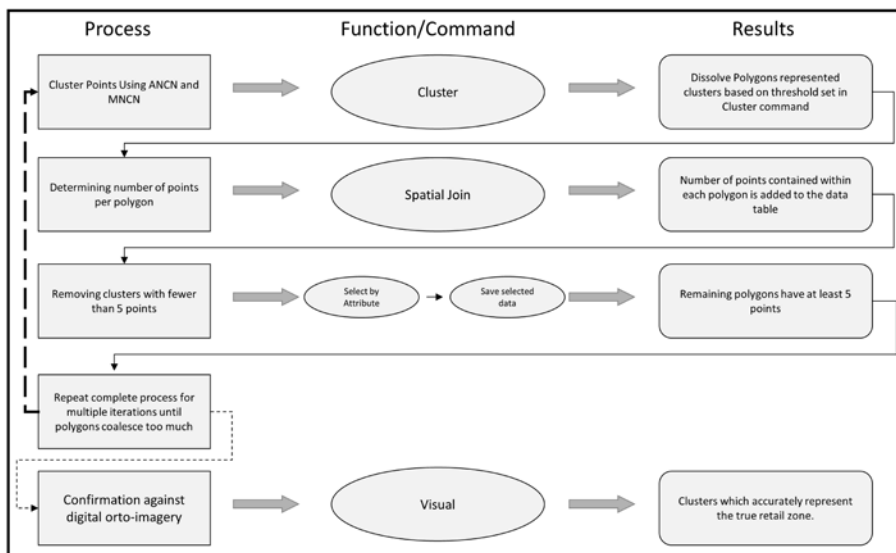 Process
Function/Command
Results
Cluster Points Using ANCN and
MNCN
Cluster
Dissolve Polygons represented
clusters based on threshold set in
Cluster command
Determining number of points
per polygon
Spatial Join
Number of points contained within
each polygon is added to the data
table
Removing clusters with fewer
than 5 points
Select by
Attribute
Save selected
data
Remaining polygons have at least 5
points
Repeat complete process for
multiple iterations until
polygons coalesce too much
Confirmation against
digital orto-imagery
Visual
Clusters which accurately represent
the true retail zone.